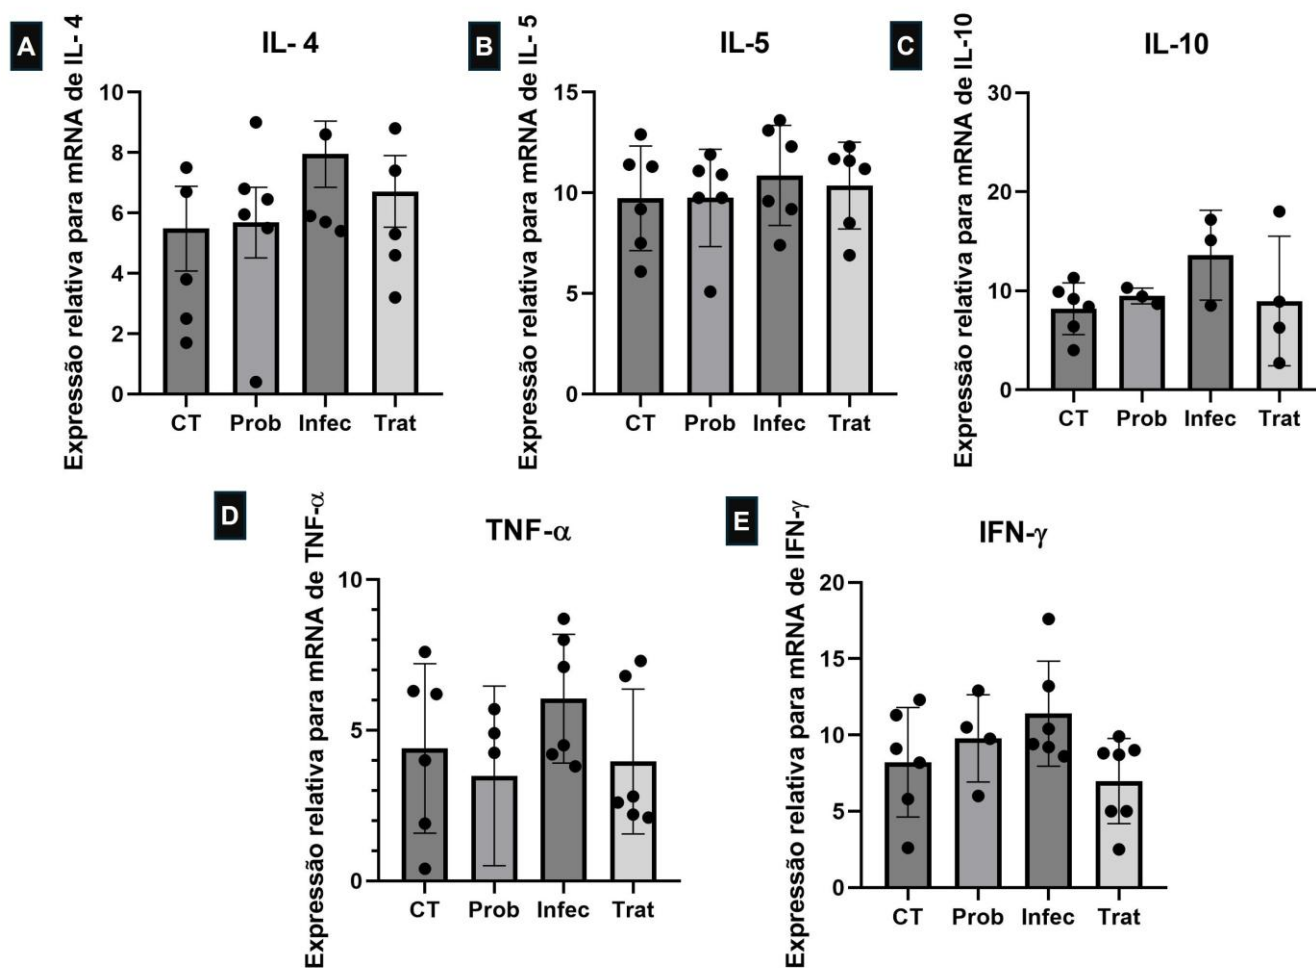 A
IL- 4
Expressão relativa para mRNA de IL- 4
10
8
6
4
2
0
CT Prob Infec Trat
B
IL-5
Expressão relativa para mRNA de IL- 5
15
10
5
0
CT Prob Infec Trat
C
IL-10
Expressão relativa para mRNA de IL-10
30
20
10
0
CT Prob Infec Trat
D
TNF-α
Expressão relativa para mRNA de TNF-α
10
5
0
CT Prob Infec Trat
E
IFN-γ
Expressão relativa para mRNA de IFN-γ
20
15
10
5
0
CT Prob Infec Trat